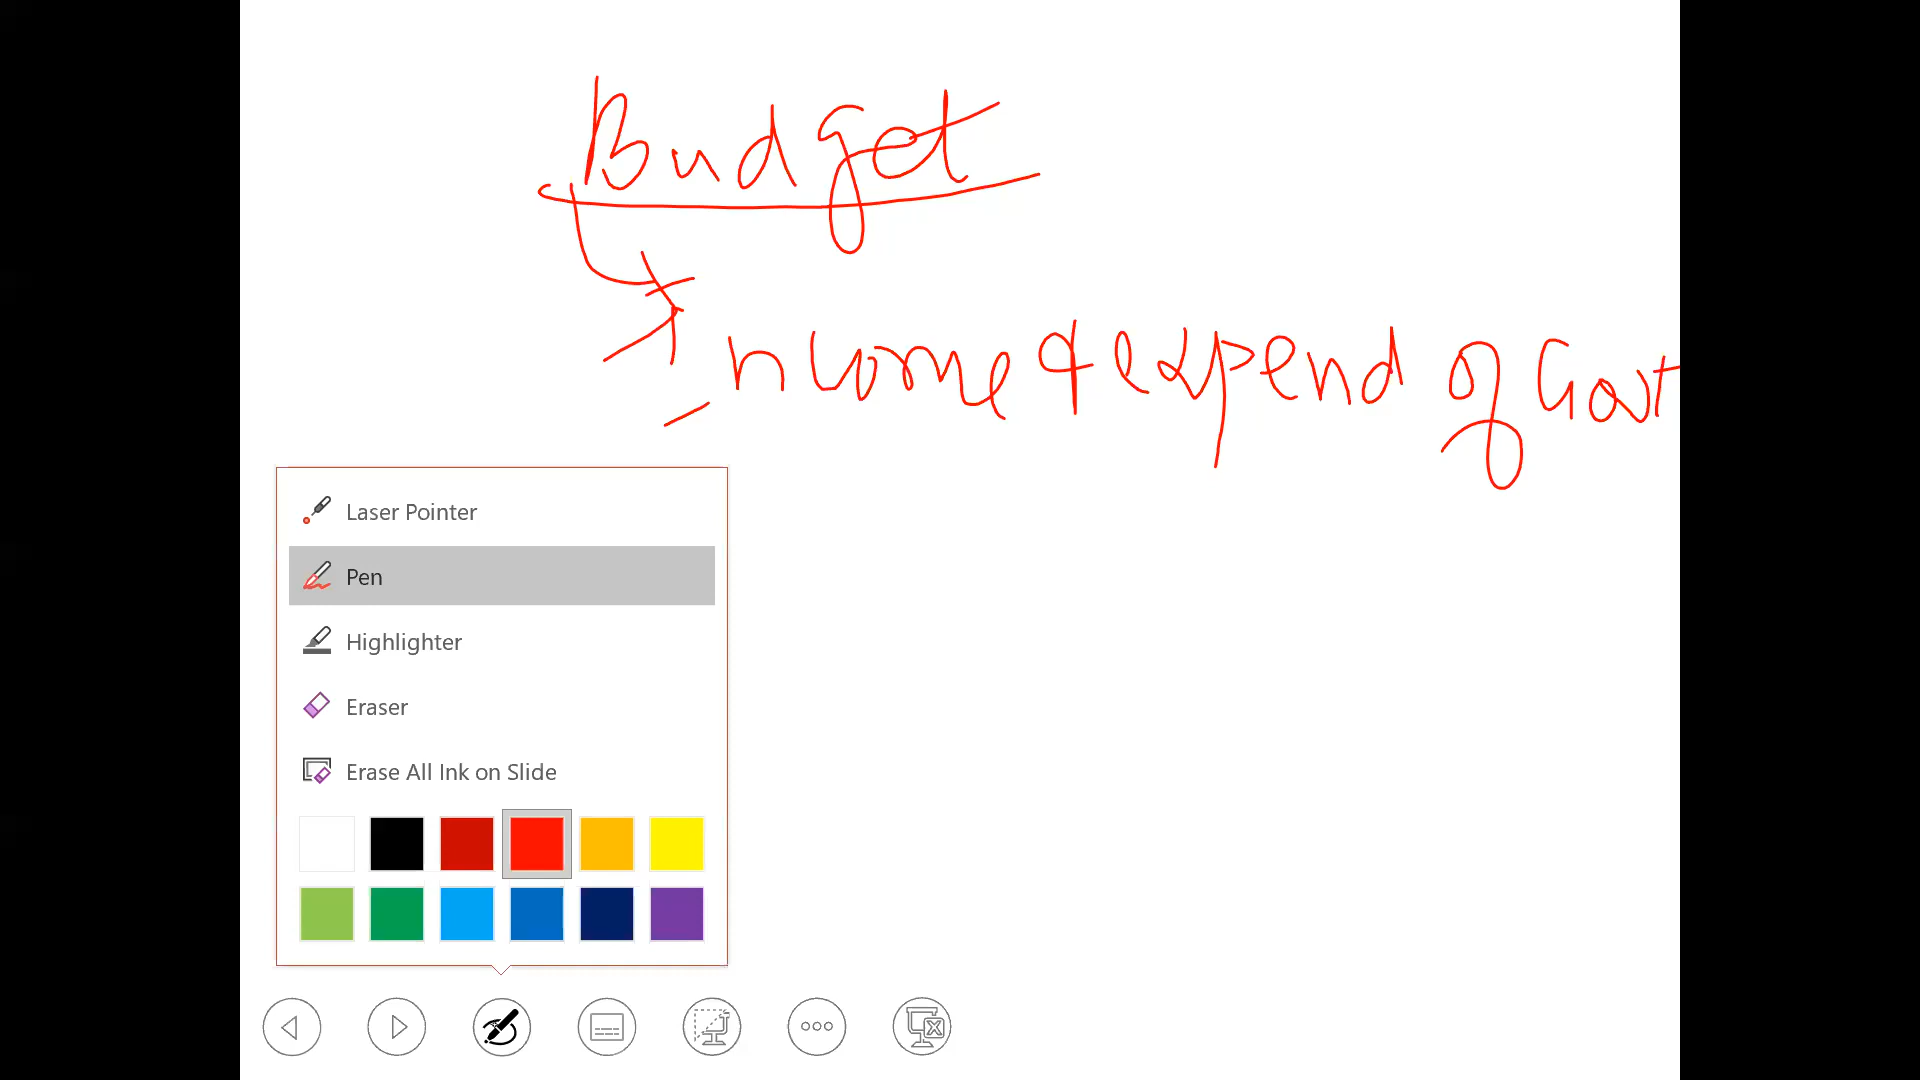 Budget
Income & expend of Govt
Laser Pointer
Pen
Highlighter
Eraser
Erase All Ink on Slide